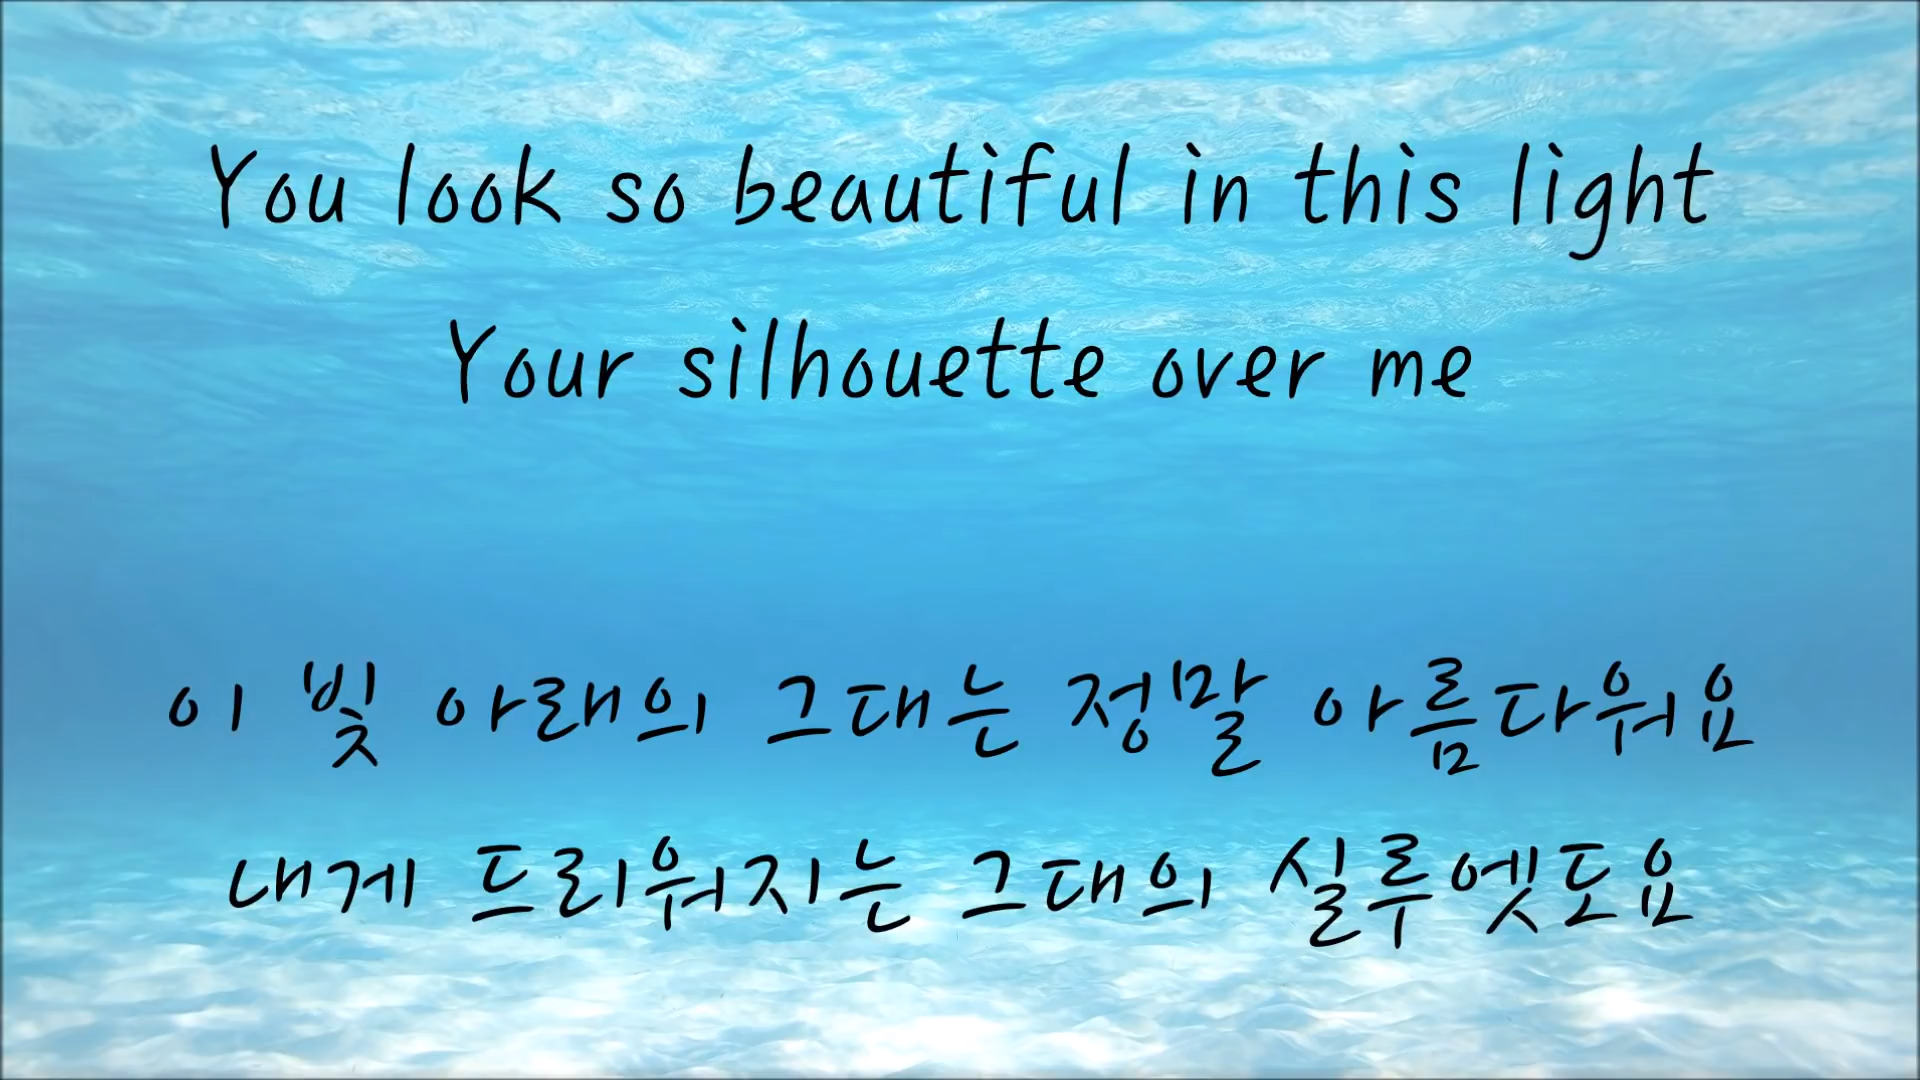 You look so beautiful in this light
Your silhouette over me
이 빛 아래의 그대는 정말 아름다워요
내게 드리워지는 그대의 실루엣도요